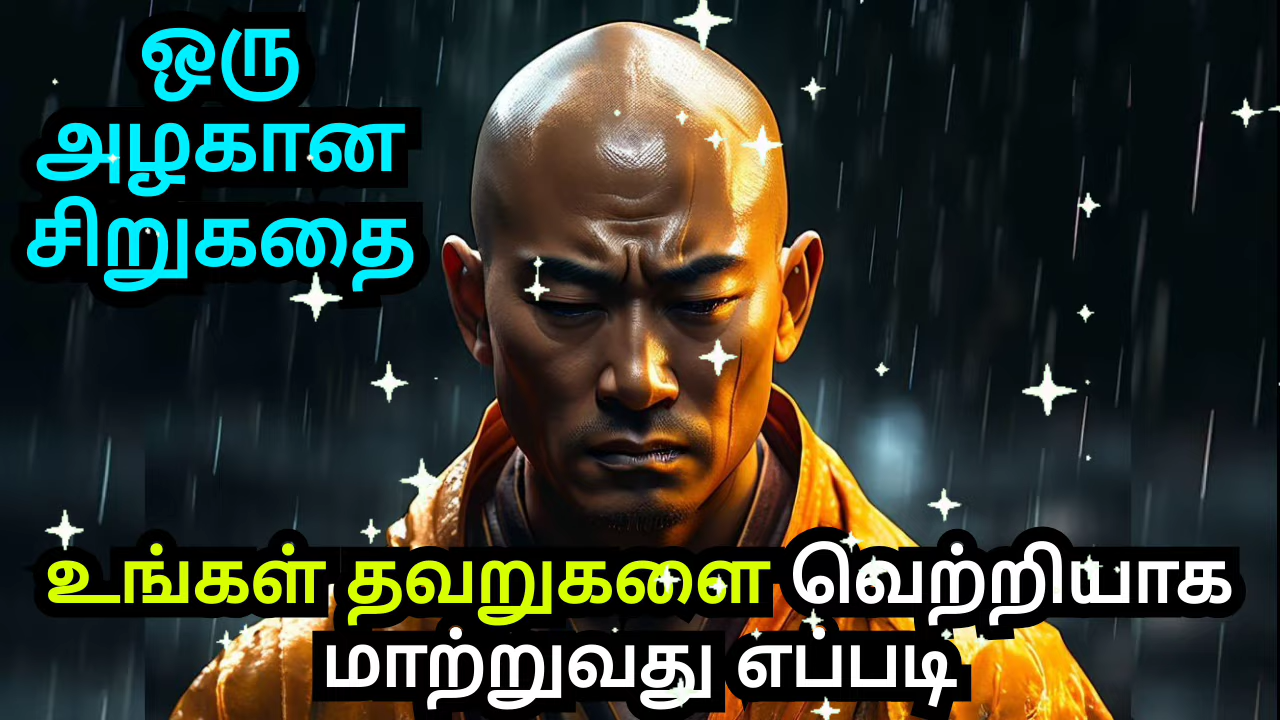 ஒரு
அழகான
சிறுகதை
உங்கள் தவறுகளை வெற்றியாக
மாற்றுவது எப்படி